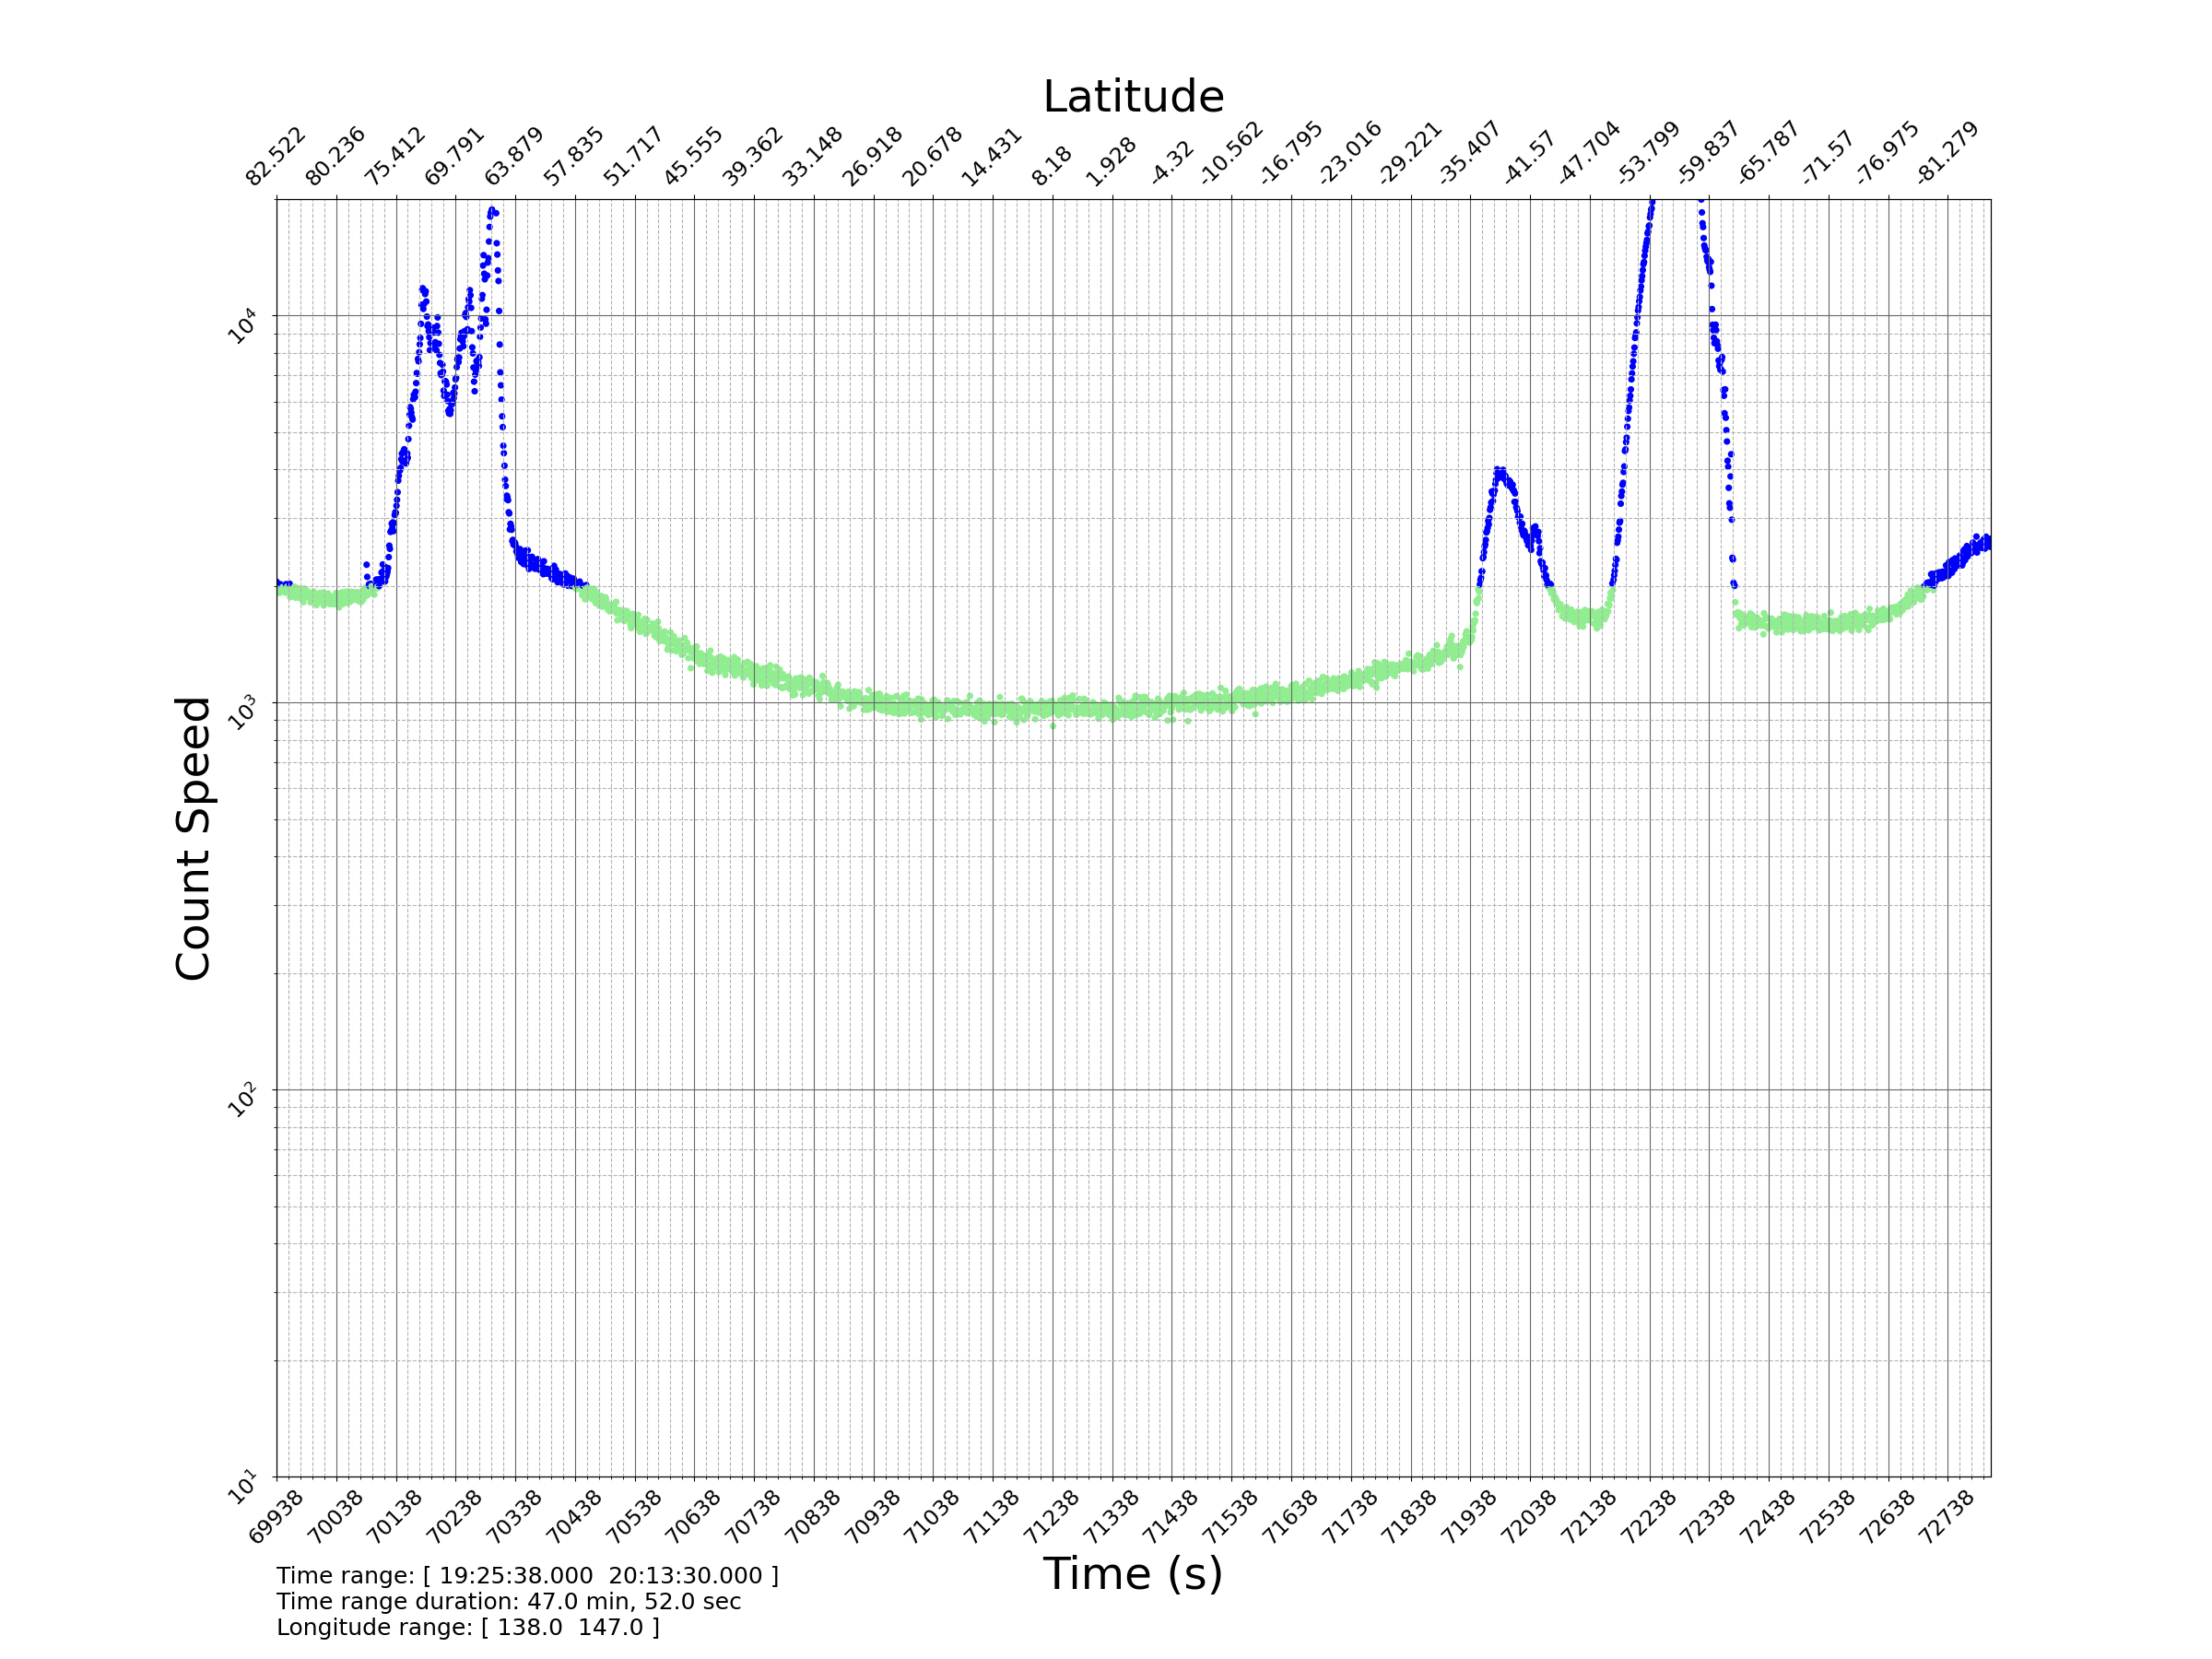 Latitude
82.522 80.236 75.412 69.791 63.879 57.835 51.717 45.555 39.362 33.148 26.918 20.678 14.431 8.18 1.928 -4.32 -10.562 -16.795 -23.016 -29.221 -35.407 -41.57 -47.704 -53.799 -59.837 -65.787 -71.57 -76.975 -81.279
Count Speed
10⁴
10³
10²
10¹
69938 70038 70138 70238 70338 70438 70538 70638 70738 70838 70938 71038 71138 71238 71338 71438 71538 71638 71738 71838 71938 72038 72138 72238 72338 72438 72538 72638 72738
Time (s)
Time range: [ 19:25:38.000  20:13:30.000 ]
Time range duration: 47.0 min, 52.0 sec
Longitude range: [ 138.0  147.0 ]